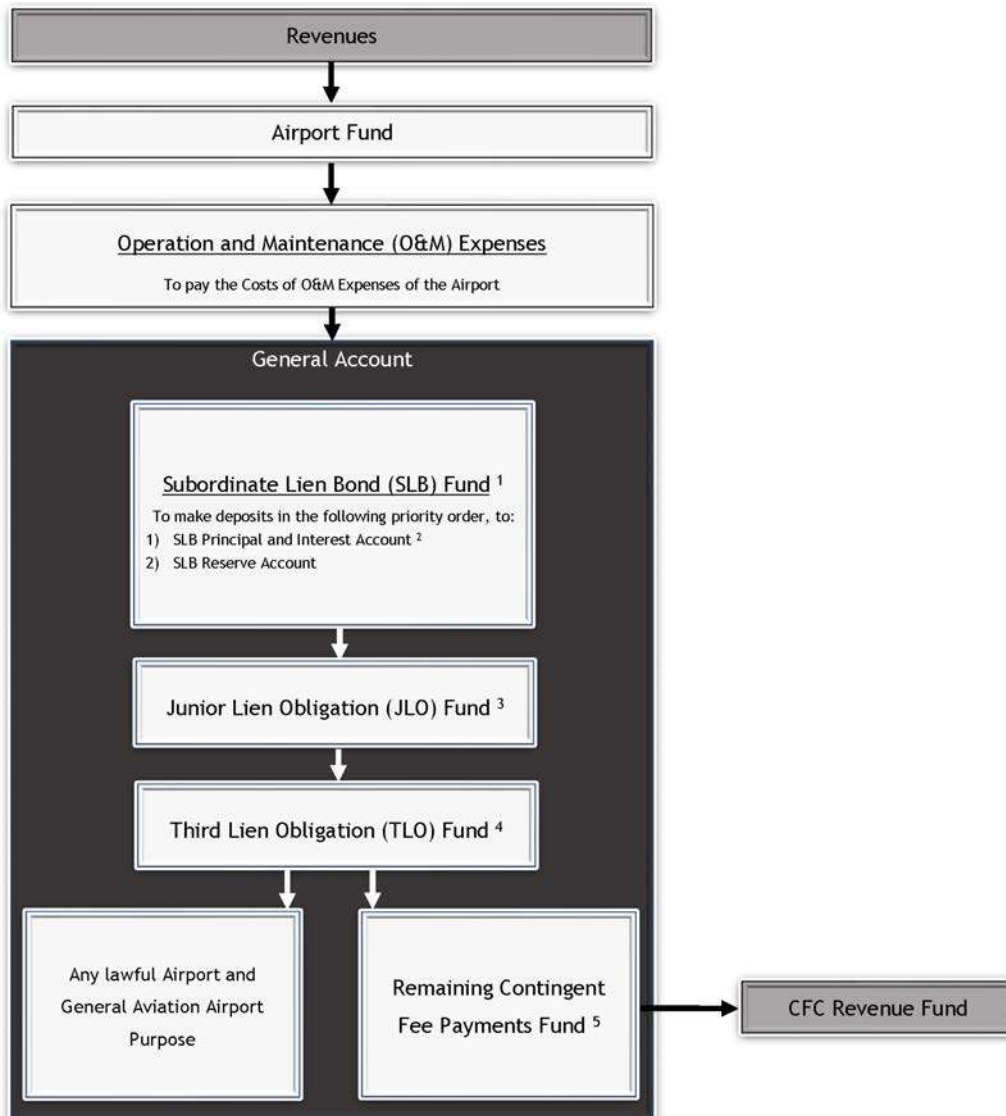 Revenues
Airport Fund
Operation and Maintenance (O&M) Expenses
To pay the Costs of O&M Expenses of the Airport
General Account
Subordinate Lien Bond (SLB) Fund ¹
To make deposits in the following priority order, to:
1) SLB Principal and Interest Account ²
2) SLB Reserve Account
Junior Lien Obligation (JLO) Fund ³
Third Lien Obligation (TLO) Fund ⁴
Any lawful Airport and
General Aviation Airport
Purpose
Remaining Contingent
Fee Payments Fund ⁵
CFC Revenue Fund